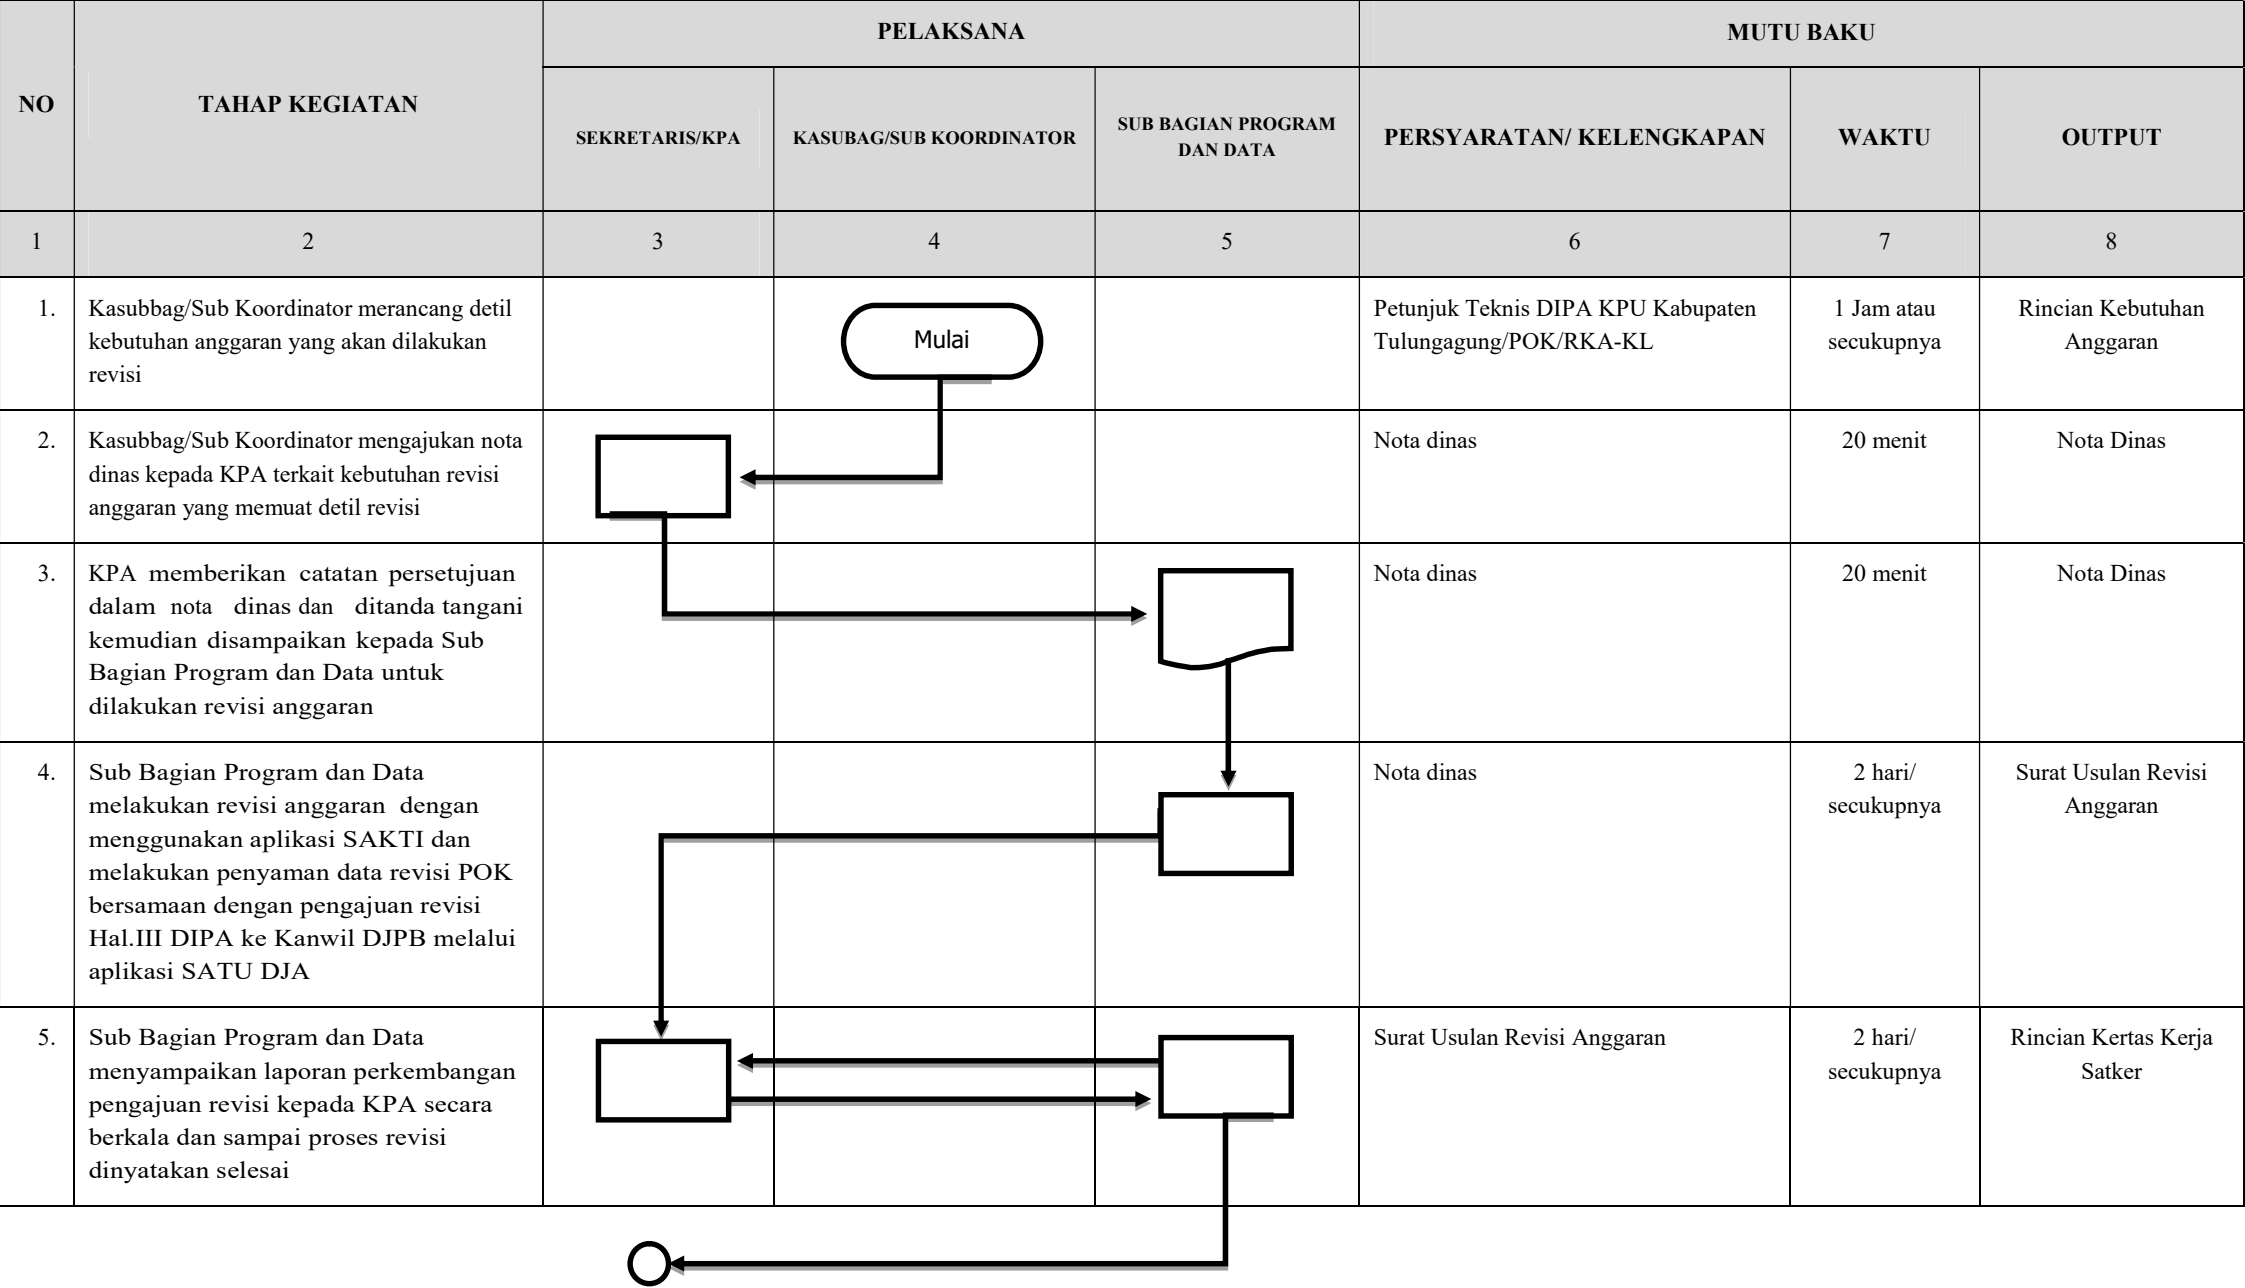 NO
TAHAP KEGIATAN
PELAKSANA
MUTU BAKU
SEKRETARIS/KPA
KASUBAG/SUB KOORDINATOR
SUB BAGIAN PROGRAM
DAN DATA
PERSYARATAN/ KELENGKAPAN
WAKTU
OUTPUT
1
2
3
4
5
6
7
8
1.
Kasubbag/Sub Koordinator merancang detil
kebutuhan anggaran yang akan dilakukan
revisi
Mulai
Petunjuk Teknis DIPA KPU Kabupaten
Tulungagung/POK/RKA-KL
1 Jam atau
secukupnya
Rincian Kebutuhan
Anggaran
2.
Kasubbag/Sub Koordinator mengajukan nota
dinas kepada KPA terkait kebutuhan revisi
anggaran yang memuat detil revisi
Nota dinas
20 menit
Nota Dinas
3.
KPA memberikan catatan persetujuan
dalam nota dinas dan ditanda tangani
kemudian disampaikan kepada Sub
Bagian Program dan Data untuk
dilakukan revisi anggaran
Nota dinas
20 menit
Nota Dinas
4.
Sub Bagian Program dan Data
melakukan revisi anggaran dengan
menggunakan aplikasi SAKTI dan
melakukan penyaman data revisi POK
bersamaan dengan pengajuan revisi
Hal.III DIPA ke Kanwil DJPB melalui
aplikasi SATU DJA
Nota dinas
2 hari/
secukupnya
Surat Usulan Revisi
Anggaran
5.
Sub Bagian Program dan Data
menyampaikan laporan perkembangan
pengajuan revisi kepada KPA secara
berkala dan sampai proses revisi
dinyatakan selesai
Surat Usulan Revisi Anggaran
2 hari/
secukupnya
Rincian Kertas Kerja
Satker